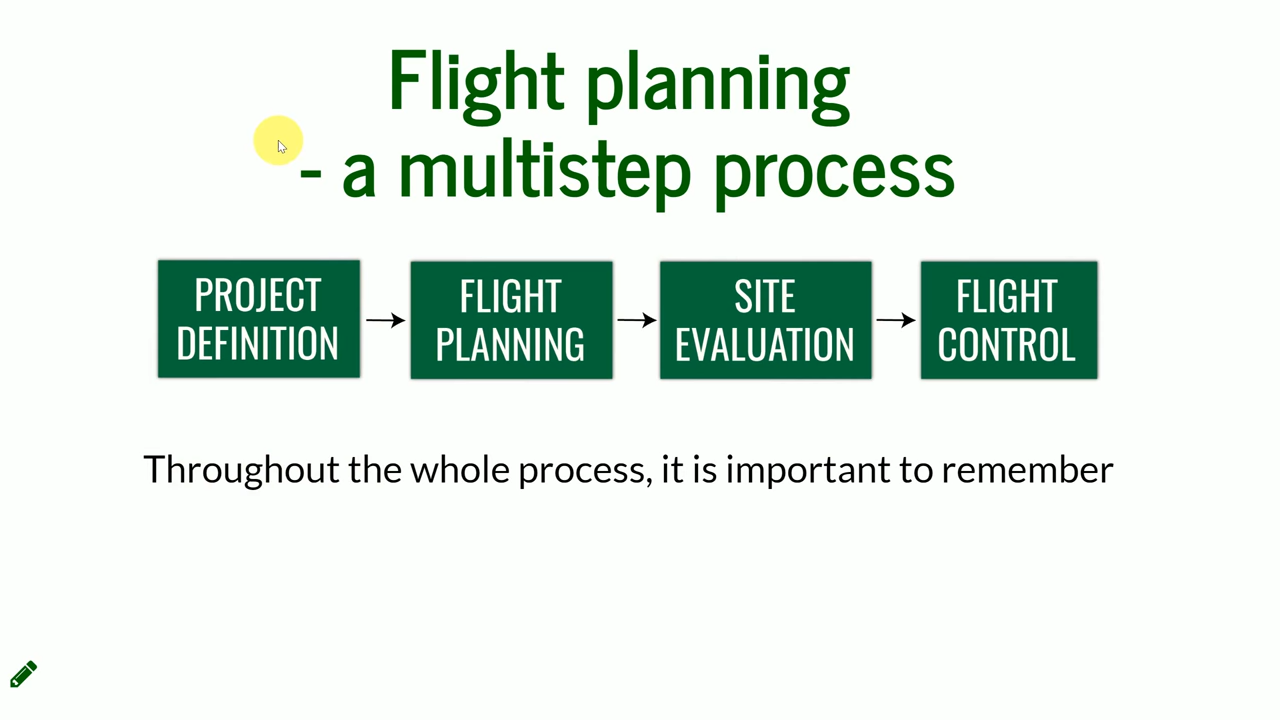 Flight planning
- a multistep process
PROJECT
DEFINITION
FLIGHT
PLANNING
SITE
EVALUATION
FLIGHT
CONTROL
Throughout the whole process, it is important to remember